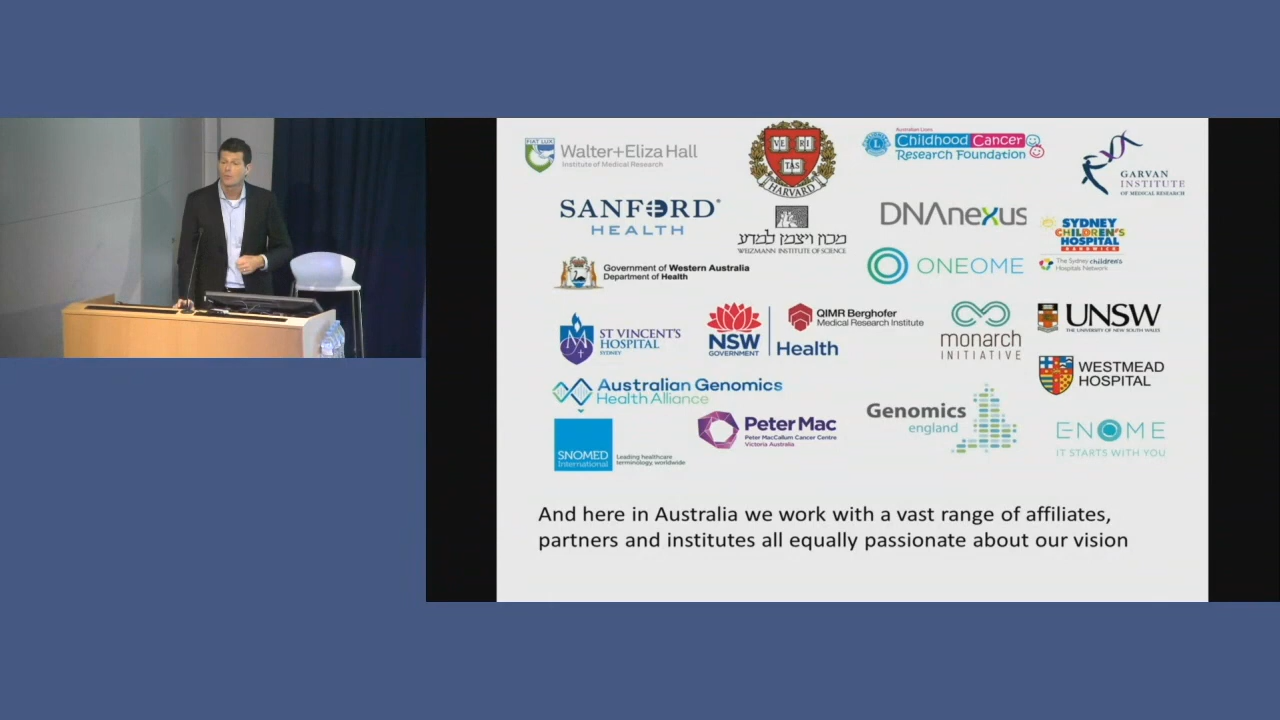 FIAT LUX
Walter+Eliza Hall
Institute of Medical Research
VE RI
TAS
HARVARD
Australian Lions
Childhood Cancer
Research Foundation
GARVAN
INSTITUTE
OF MEDICAL RESEARCH
SANFORD
HEALTH
מכון ויצמן למדע
WEIZMANN INSTITUTE OF SCIENCE
DNAnexus
SYDNEY
CHILDREN'S
HOSPITAL
RANDWICK
The Sydney children's
Hospitals Network
Government of Western Australia
Department of Health
ONEOME
ST VINCENT'S
HOSPITAL
SYDNEY
NSW
GOVERNMENT
Health
QIMR Berghofer
Medical Research Institute
monarch
INITIATIVE
UNSW
THE UNIVERSITY OF NEW SOUTH WALES
WESTMEAD
HOSPITAL
Australian Genomics
Health Alliance
Peter Mac
Peter MacCallum Cancer Centre
Victoria Australia
Genomics
england
ENOME
IT STARTS WITH YOU
SNOMED
International
Leading healthcare
terminology, worldwide
And here in Australia we work with a vast range of affiliates,
partners and institutes all equally passionate about our vision